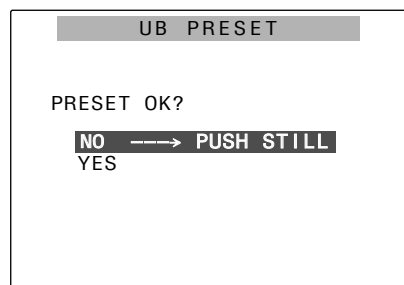 UB PRESET
PRESET OK?
NO ---→ PUSH STILL
YES